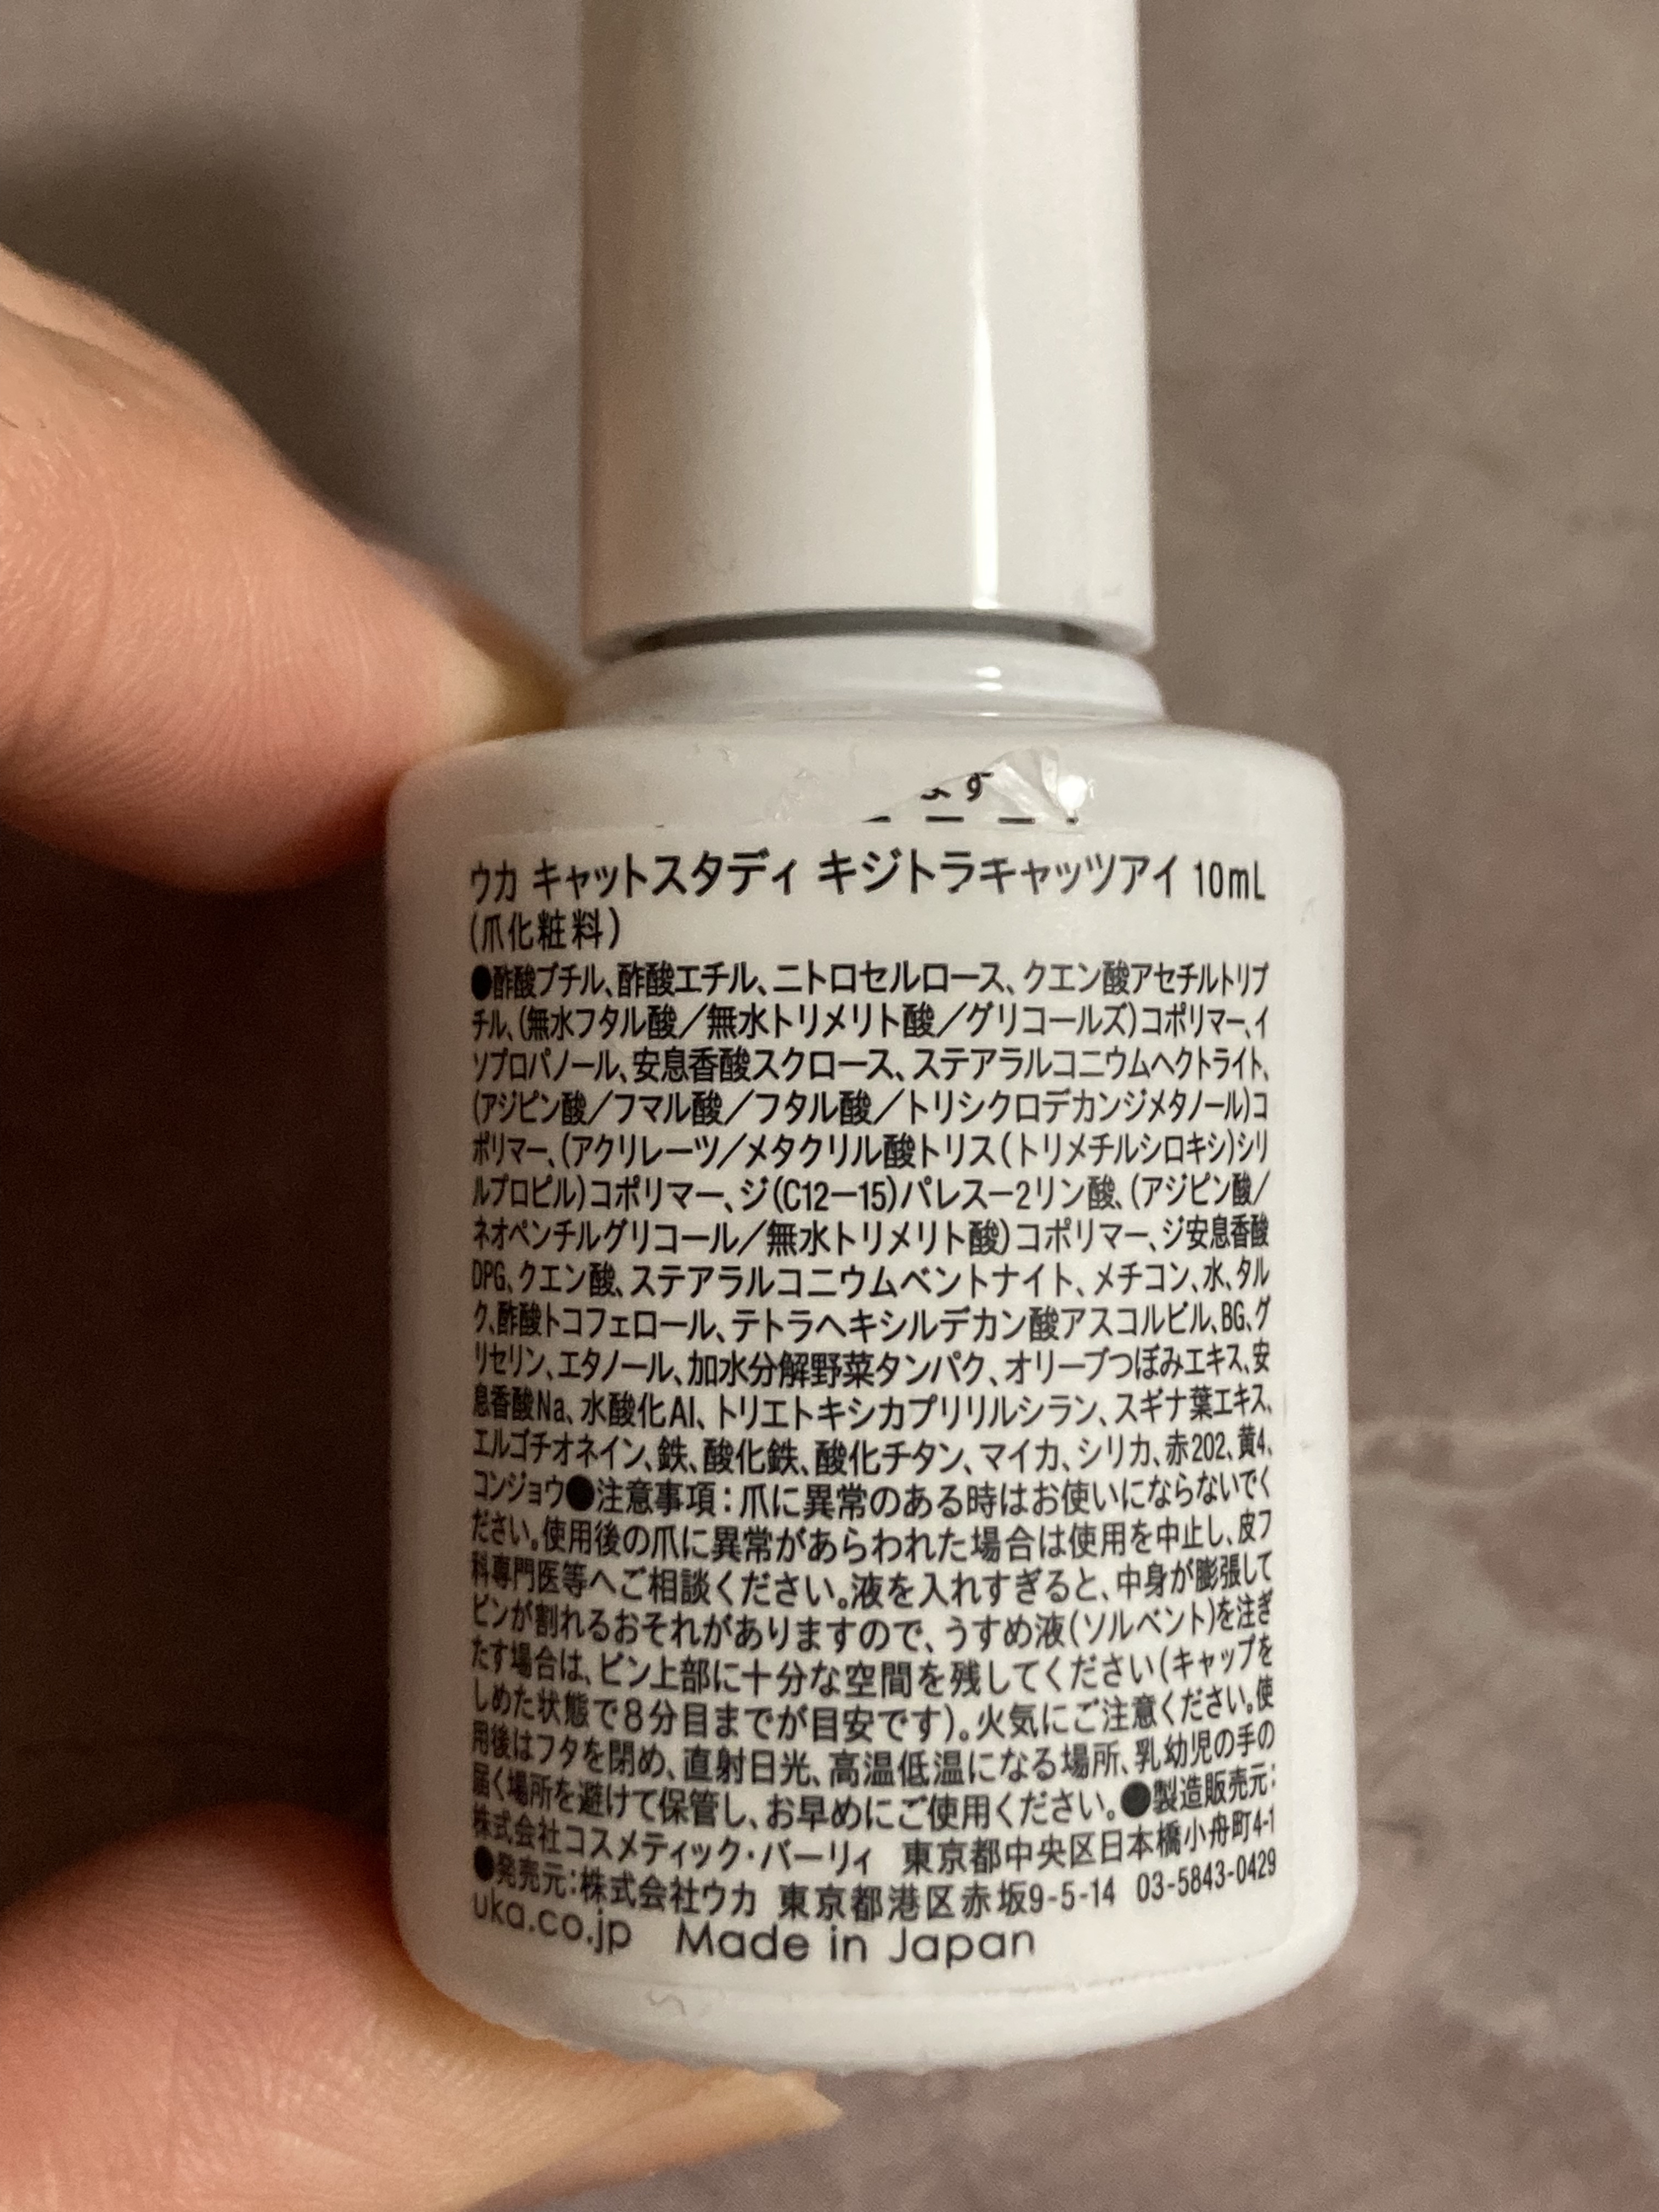 ウカ キャットスタディ キジトラキャッツアイ 10mL
(爪化粧料)
●酢酸ブチル、酢酸エチル、ニトロセルロース、クエン酸アセチルトリブ
チル、(無水フタル酸／無水トリメリト酸／グリコールズ)コポリマー、イ
ソプロパノール、安息香酸スクロース、ステアラルコニウムヘクトライト、
(アジピン酸／フマル酸／フタル酸／トリシクロデカンジメタノール)コ
ポリマー、(アクリレーツ／メタクリル酸トリス(トリメチルシロキシ)シリ
ルプロピル)コポリマー、ジ(C12ー15)パレスー2リン酸、(アジピン酸／
ネオペンチルグリコール／無水トリメリト酸)コポリマー、ジ安息香酸
DPG、クエン酸、ステアラルコニウムベントナイト、メチコン、水、タル
ク、酢酸トコフェロール、テトラヘキシルデカン酸アスコルビル、BG、グ
リセリン、エタノール、加水分解野菜タンパク、オリーブつぼみエキス、安
息香酸Na、水酸化Al、トリエトキシカプリリルシラン、スギナ葉エキス、
エルゴチオネイン、鉄、酸化鉄、酸化チタン、マイカ、シリカ、赤202、黄4、
コンジョウ●注意事項：爪に異常のある時はお使いにならないでく
ださい。使用後の爪に異常があらわれた場合は使用を中止し、皮フ
科専門医等へご相談ください。液を入れすぎると、中身が膨張して
ビンが割れるおそれがありますので、うすめ液(ソルベント)を注ぎ
たす場合は、ビン上部に十分な空間を残してください(キャップを
しめた状態で8分目までが目安です)。火気にご注意ください。使
用後はフタを閉め、直射日光、高温低温になる場所、乳幼児の手の
届く場所を避けて保管し、お早めにご使用ください。●製造販売元：
株式会社コスメティック・バーリィ 東京都中央区日本橋小舟町4-1
●発売元：株式会社ウカ 東京都港区赤坂9-5-14 03-5843-0429
uka.co.jp Made in Japan